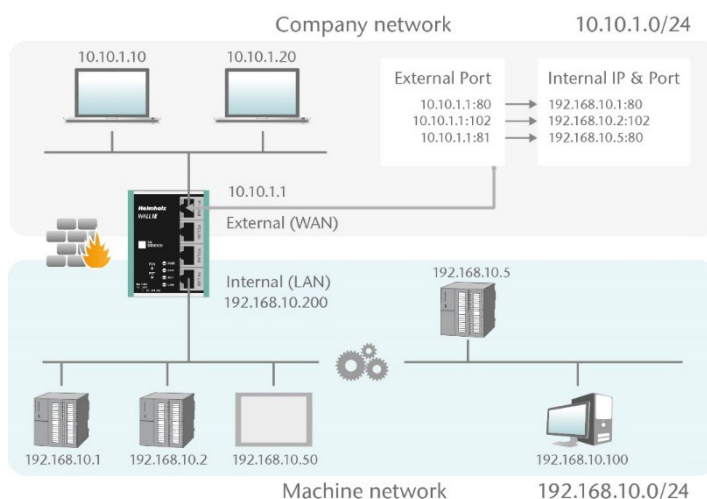 Company network 10.10.1.0/24
10.10.1.10 10.10.1.20
External Port Internal IP & Port
10.10.1.1:80 192.168.10.1:80
10.10.1.1:102 192.168.10.2:102
10.10.1.1:81 192.168.10.5:80
10.10.1.1
Helmholz
WALL IE
External (WAN)
Internal (LAN)
192.168.10.200
192.168.10.5
192.168.10.1 192.168.10.2 192.168.10.50 192.168.10.100
Machine network 192.168.10.0/24